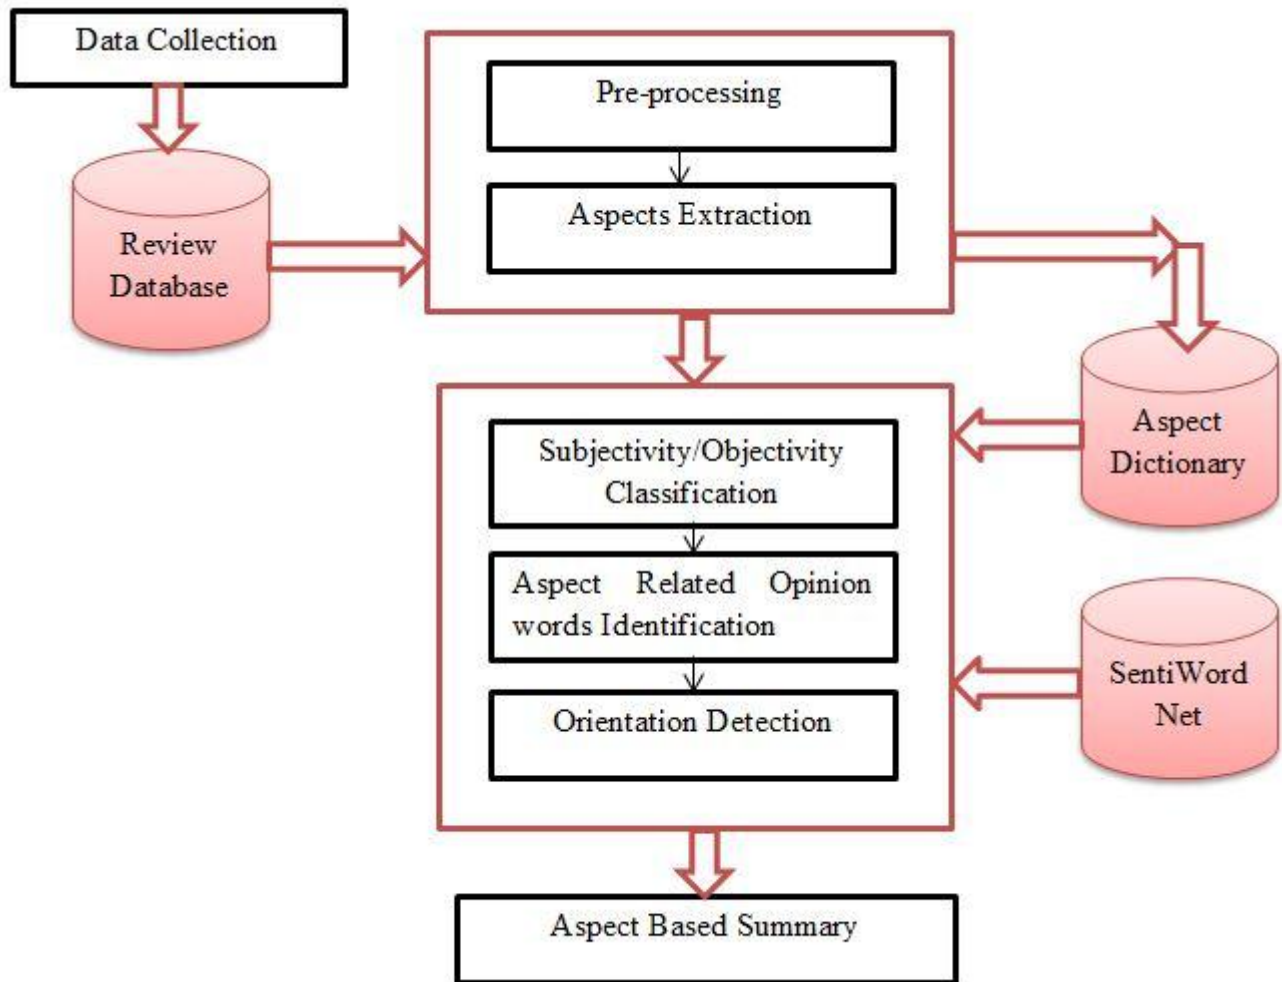 Data Collection
Pre-processing
Aspects Extraction
Review
Database
Aspect
Dictionary
Subjectivity/Objectivity
Classification
Aspect Related Opinion
words Identification
Orientation Detection
SentiWord
Net
Aspect Based Summary